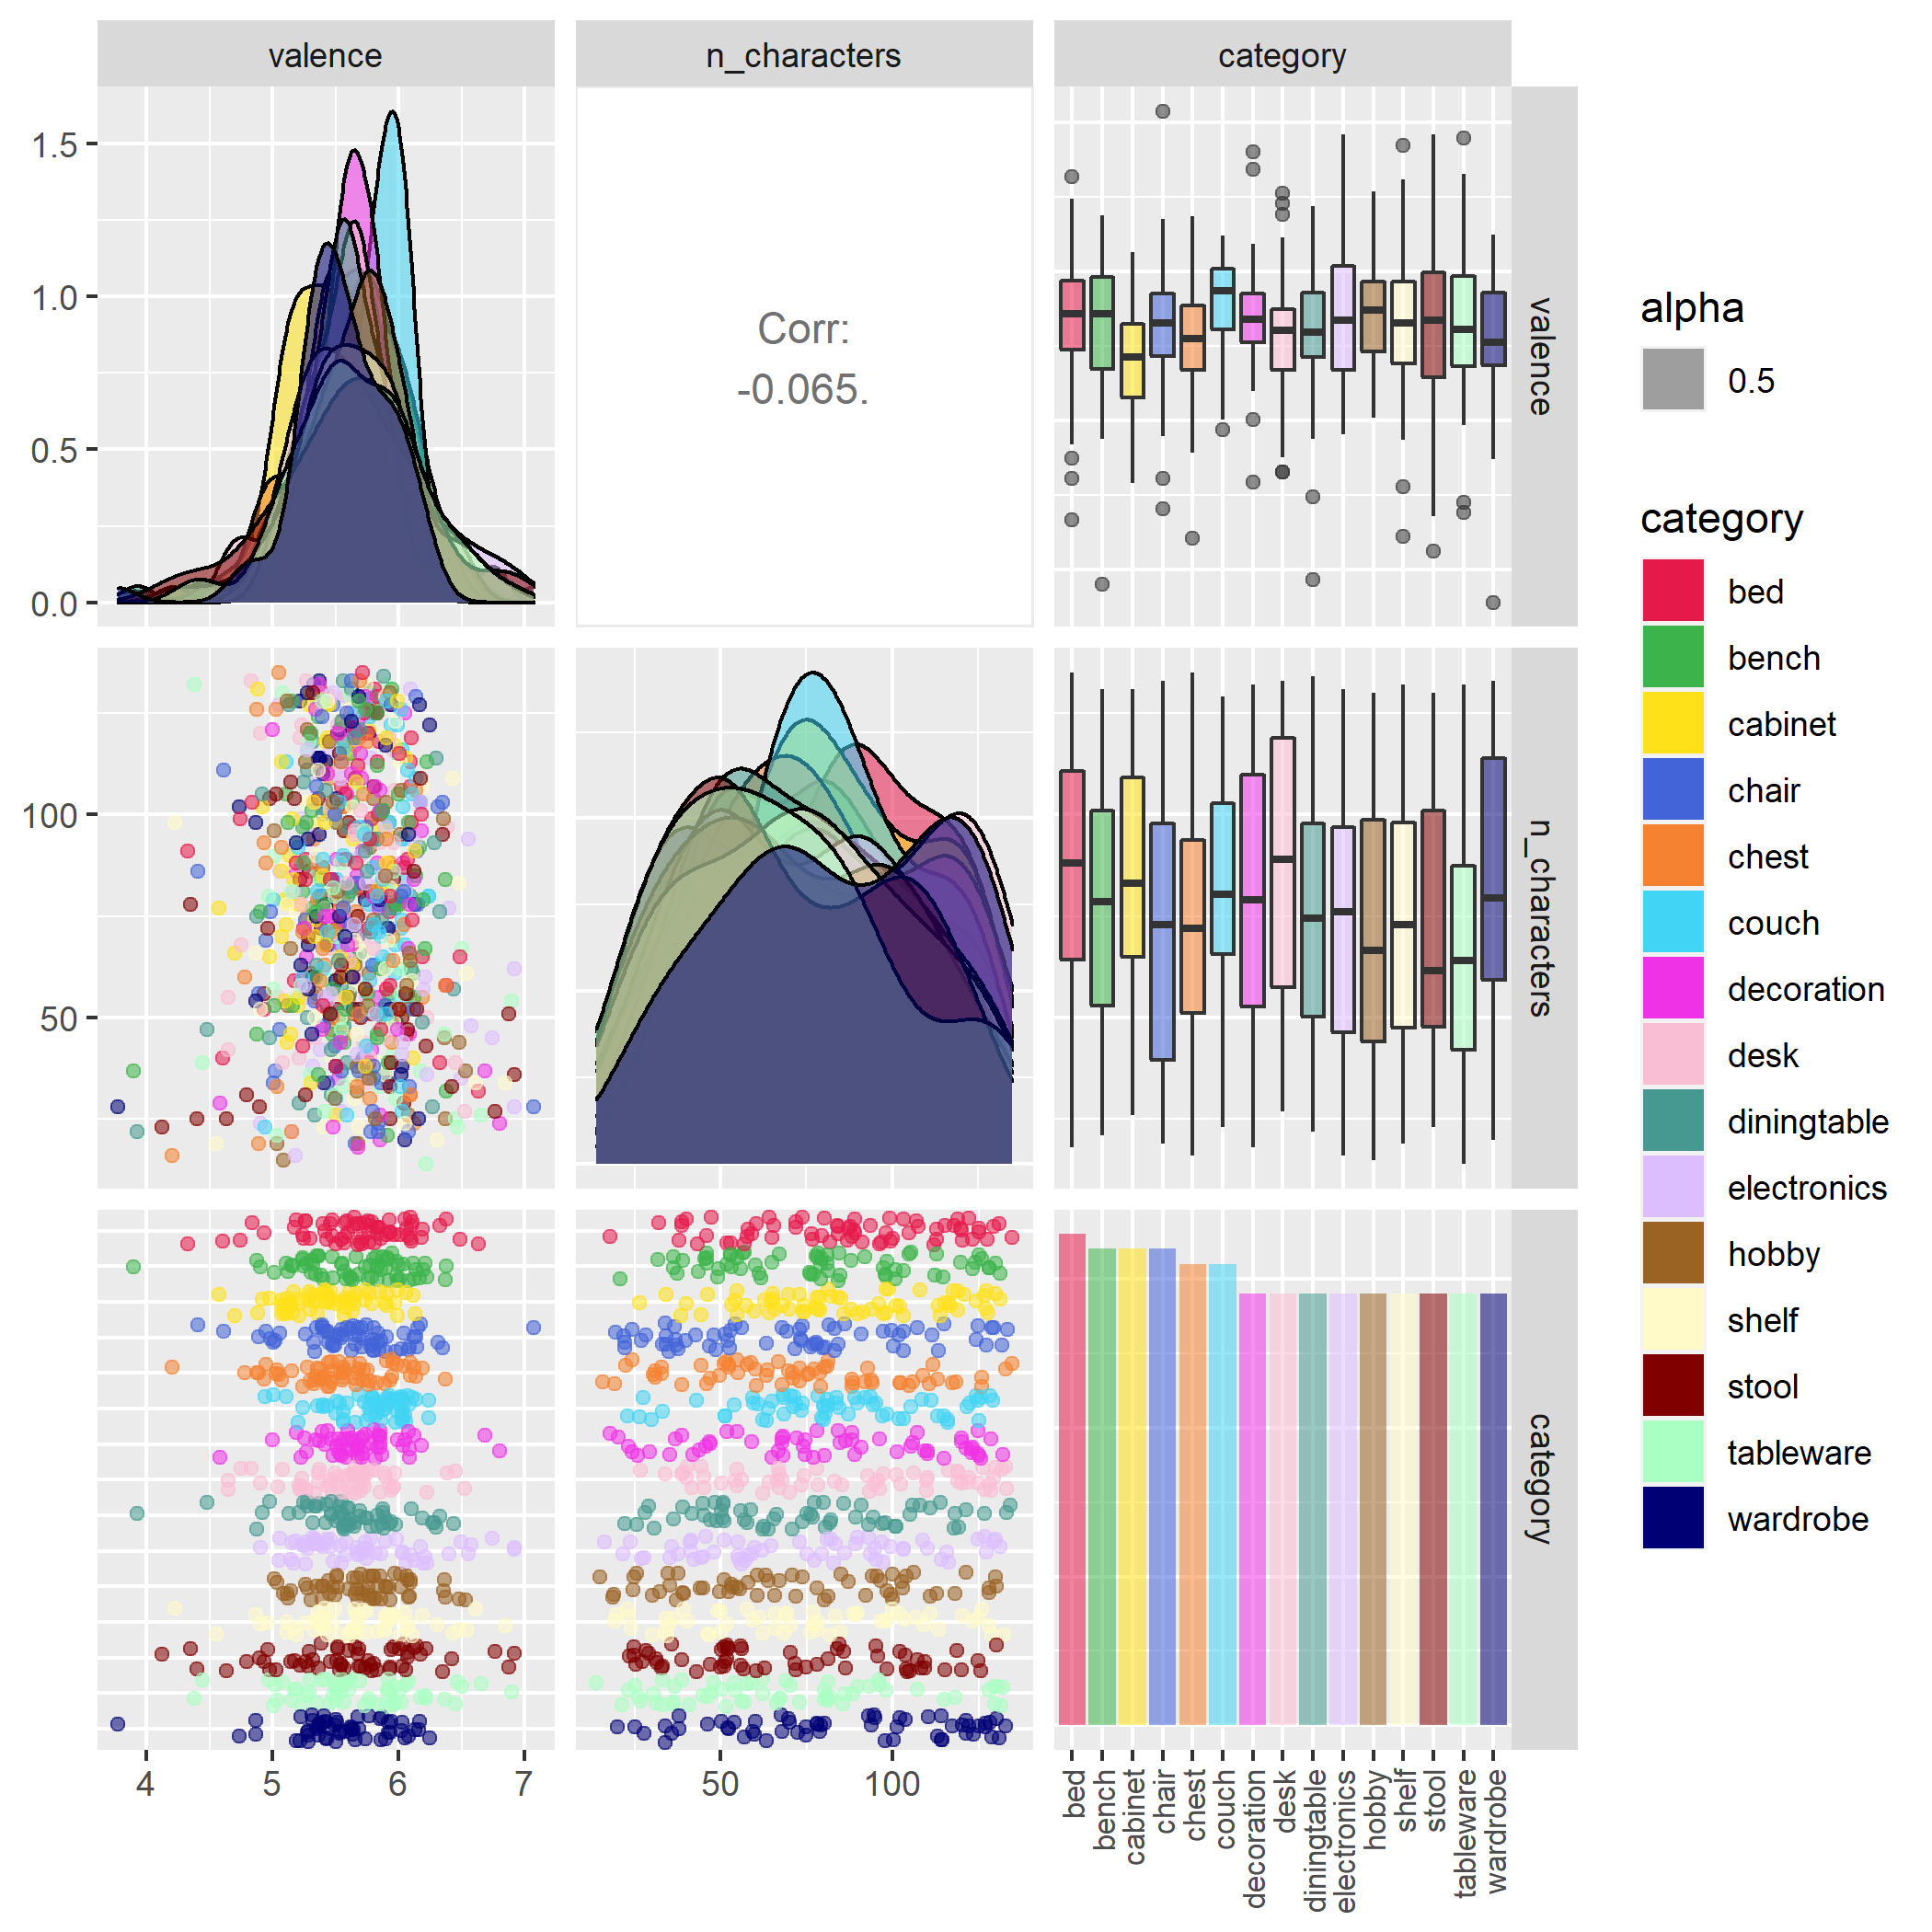 valence
n_characters
category
1.5
1.0
0.5
0.0
Corr:
-0.065.
valence
100
50
n_characters
category
4
5
6
7
50
100
bed
bench
cabinet
chair
chest
couch
decoration
desk
diningtable
electronics
hobby
shelf
stool
tableware
wardrobe
alpha
0.5
category
bed
bench
cabinet
chair
chest
couch
decoration
desk
diningtable
electronics
hobby
shelf
stool
tableware
wardrobe